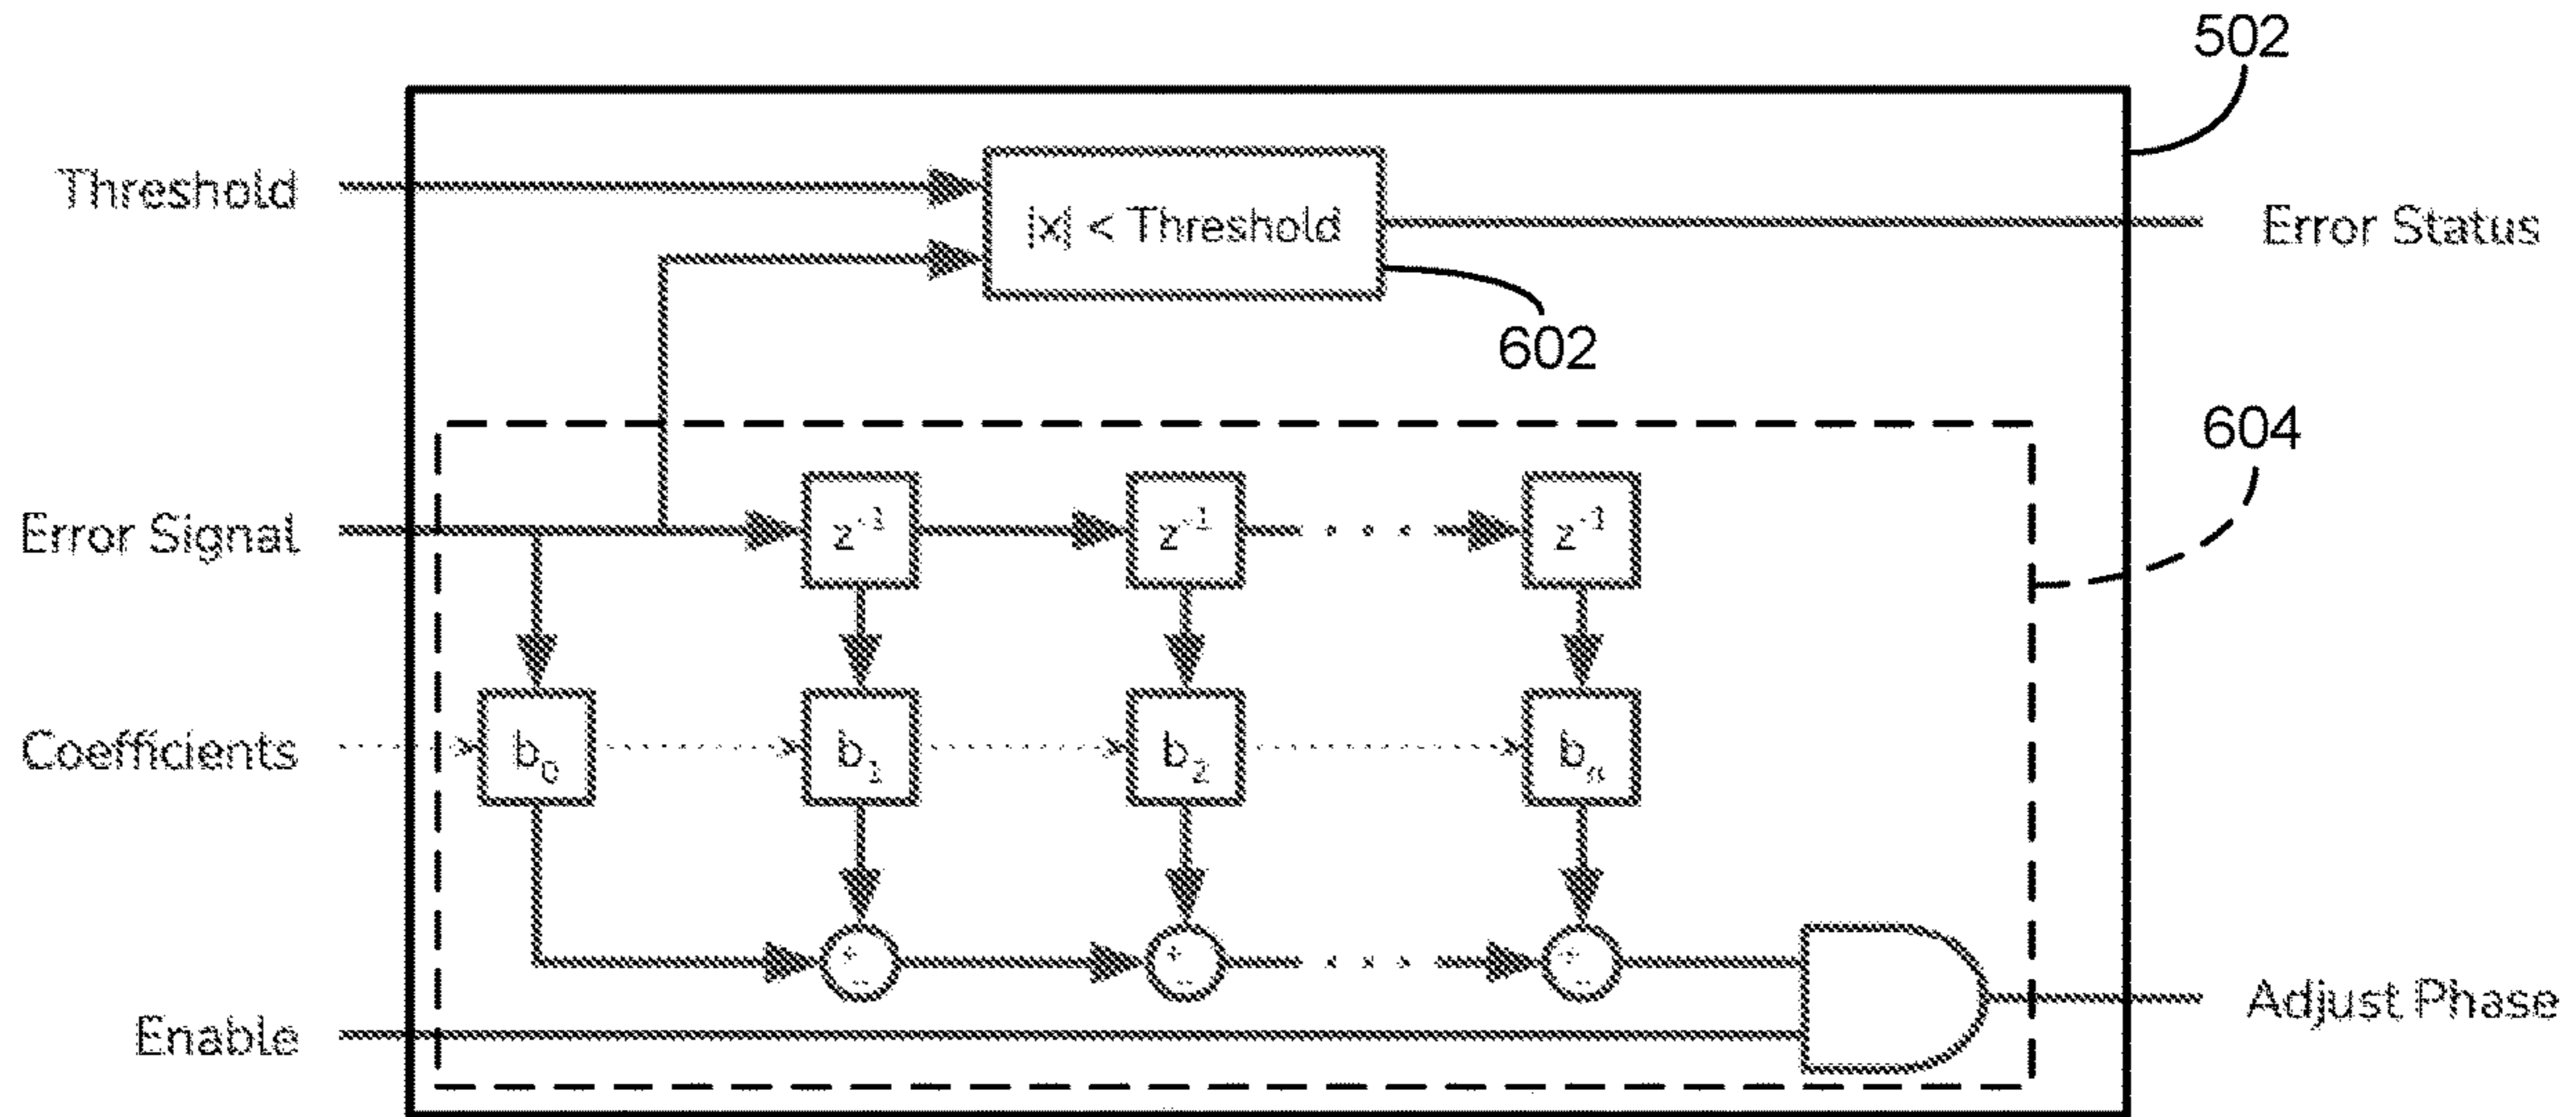 502
Threshold
|x| < Threshold
Error Status
602
604
Error Signal
z⁻¹ z⁻¹ . . . z⁻¹
Coefficients
b₀ b₁ b₂ bₙ
+ + . . . +
- - -
Enable
Adjust Phase